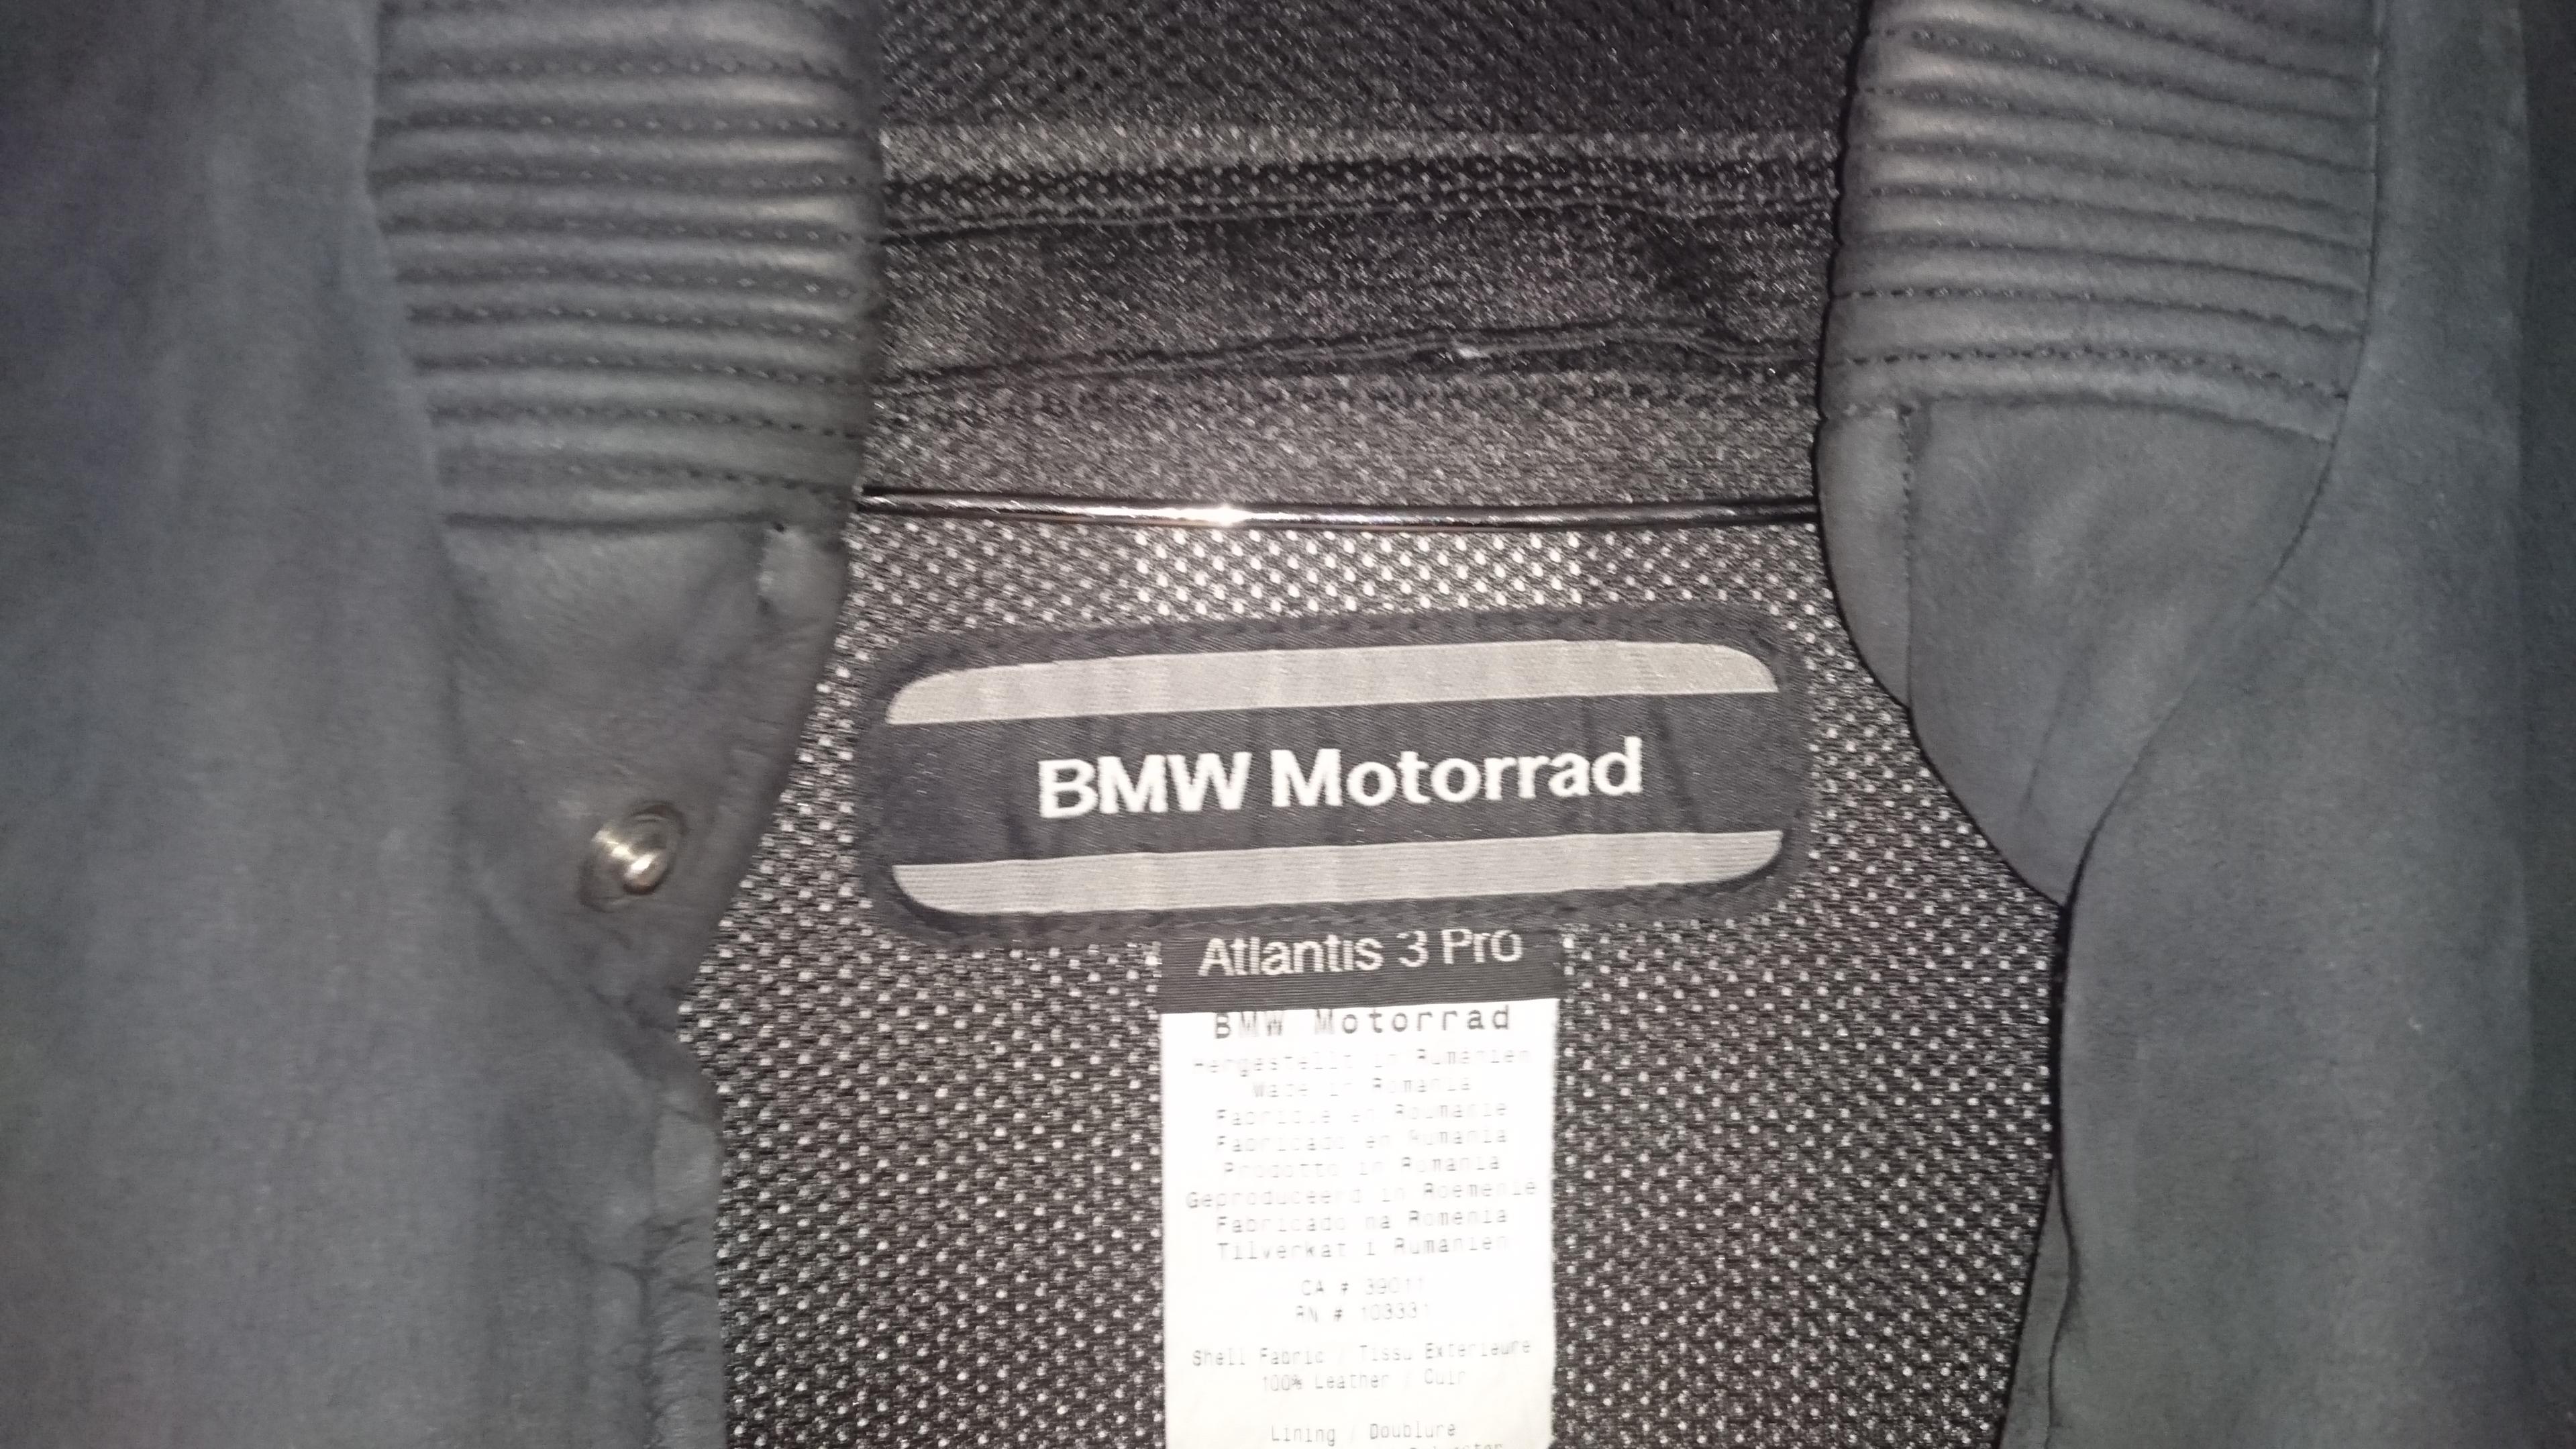 BMW Motorrad
Atlantis 3 Pro
BMW Motorrad
Hergestellt in Rumänien
Made in Romania
Fabriqué en Roumanie
Fabricado en Rumania
Prodotto in Rumania
Geproduceerd in Roemenie
Fabricado na Romenia
Tilverkat i Rumänien
CA # 39011
RN # 103331
Shell Fabric / Tissu Exterieure
100% Leather / Cuir
Lining / Doublure